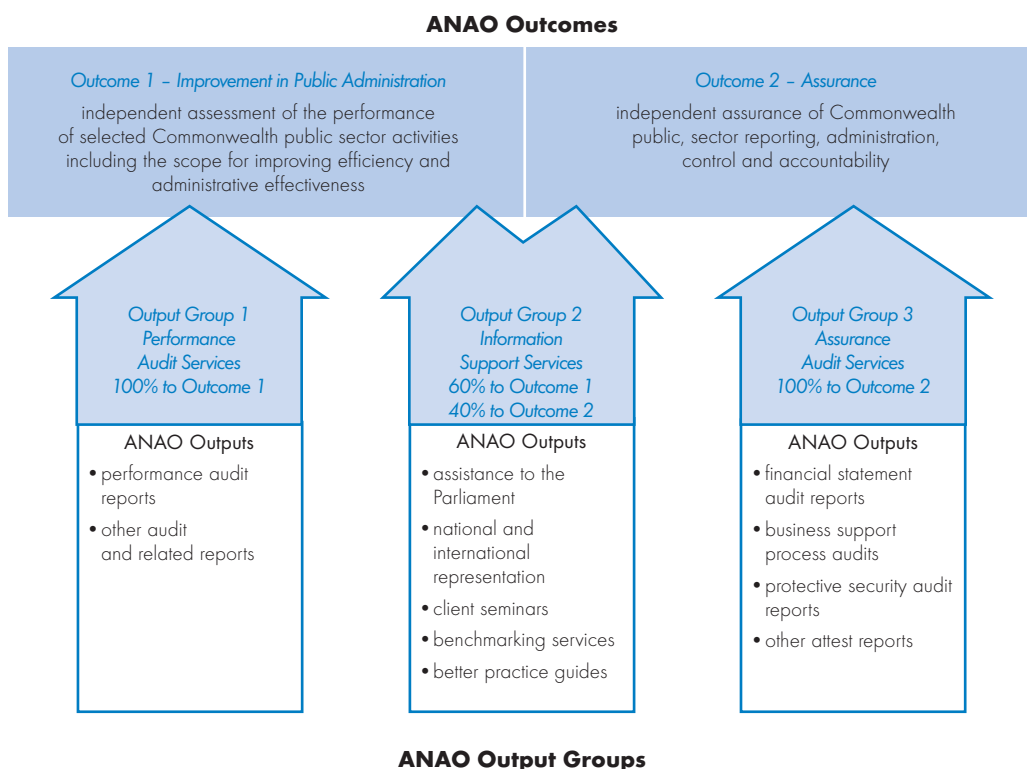 ANAO Outcomes
Outcome 1 – Improvement in Public Administration
independent assessment of the performance
of selected Commonwealth public sector activities
including the scope for improving efficiency and
administrative effectiveness
Outcome 2 – Assurance
independent assurance of Commonwealth
public, sector reporting, administration,
control and accountability
Output Group 1
Performance
Audit Services
100% to Outcome 1
ANAO Outputs
• performance audit
reports
• other audit
and related reports
Output Group 2
Information
Support Services
60% to Outcome 1
40% to Outcome 2
ANAO Outputs
• assistance to the
Parliament
• national and
international
representation
• client seminars
• benchmarking services
• better practice guides
Output Group 3
Assurance
Audit Services
100% to Outcome 2
ANAO Outputs
• financial statement
audit reports
• business support
process audits
• protective security audit
reports
• other attest reports
ANAO Output Groups